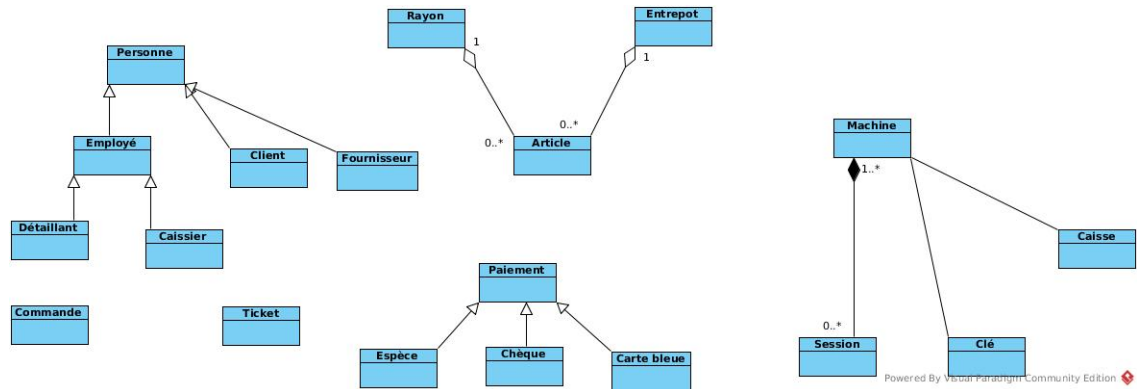 Rayon
Entrepot
1
1
Personne
0..*
0..*
Employé
Client
Fournisseur
Article
Machine
1..*
Détaillant
Caissier
Caisse
Paiement
Commande
Ticket
0..*
Espèce
Chèque
Carte bleue
Session
Clé
Powered By Visual Paradigm Community Edition